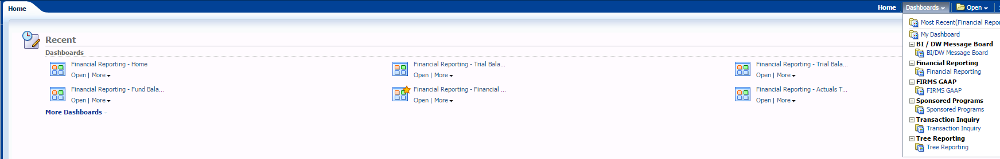 Home
Home Dashboards Open
Recent
Dashboards
Financial Reporting - Home
Open | More
Financial Reporting - Trial Bala...
Open | More
Financial Reporting - Trial Bala...
Open | More
Financial Reporting - Fund Bala...
Open | More
Financial Reporting - Financial ...
Open | More
Financial Reporting - Actuals T...
Open | More
More Dashboards
Most Recent(Financial Repor
My Dashboard
BI / DW Message Board
BI/DW Message Board
Financial Reporting
Financial Reporting
FIRMS GAAP
FIRMS GAAP
Sponsored Programs
Sponsored Programs
Transaction Inquiry
Transaction Inquiry
Tree Reporting
Tree Reporting